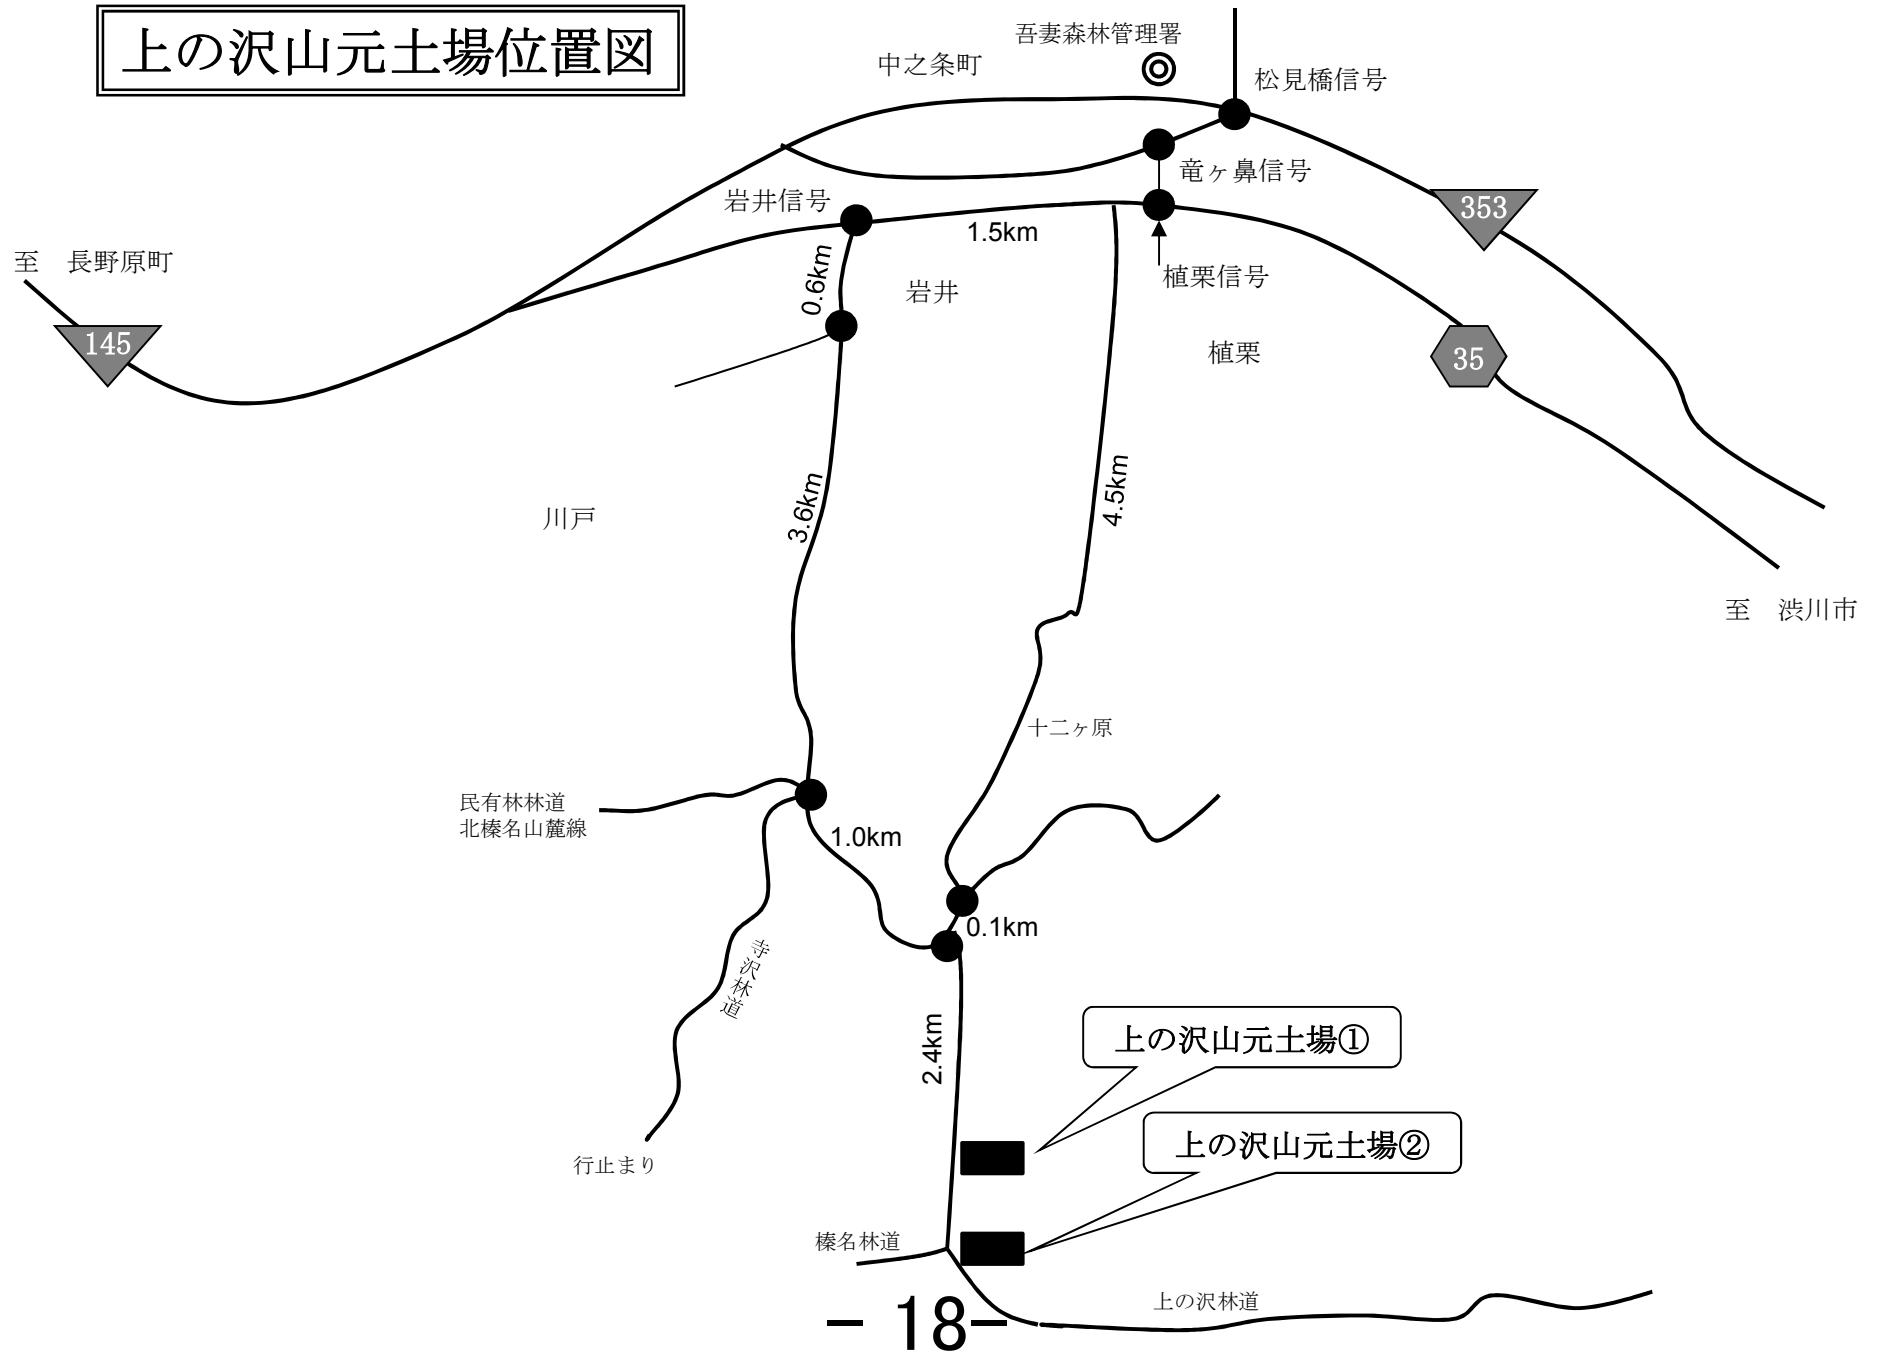 上の沢山元土場位置図
吾妻森林管理署
中之条町
松見橋信号
竜ヶ鼻信号
岩井信号
353
1.5km
至　長野原町
0.6km
岩井
植栗信号
145
植栗
35
3.6km
4.5km
川戸
至　渋川市
十二ヶ原
民有林林道
北榛名山麓線
1.0km
0.1km
寺沢林道
2.4km
上の沢山元土場①
上の沢山元土場②
行止まり
榛名林道
上の沢林道
- 18-